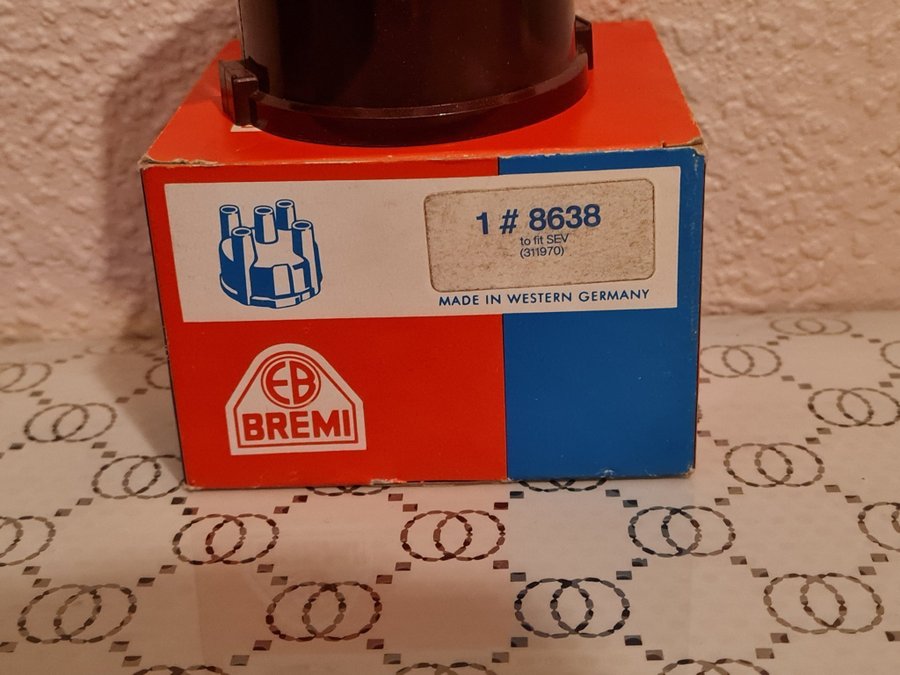 1 # 8638
to fit SEV
(311970)
MADE IN WESTERN GERMANY
EB
BREMI